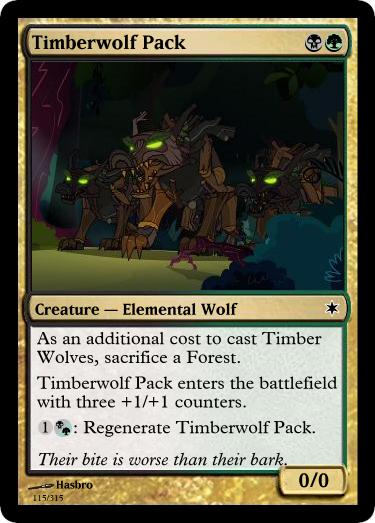 Timberwolf Pack
Creature — Elemental Wolf
As an additional cost to cast Timber
Wolves, sacrifice a Forest.
Timberwolf Pack enters the battlefield
with three +1/+1 counters.
1 : Regenerate Timberwolf Pack.
Their bite is worse than their bark.
0/0
Hasbro
115/315